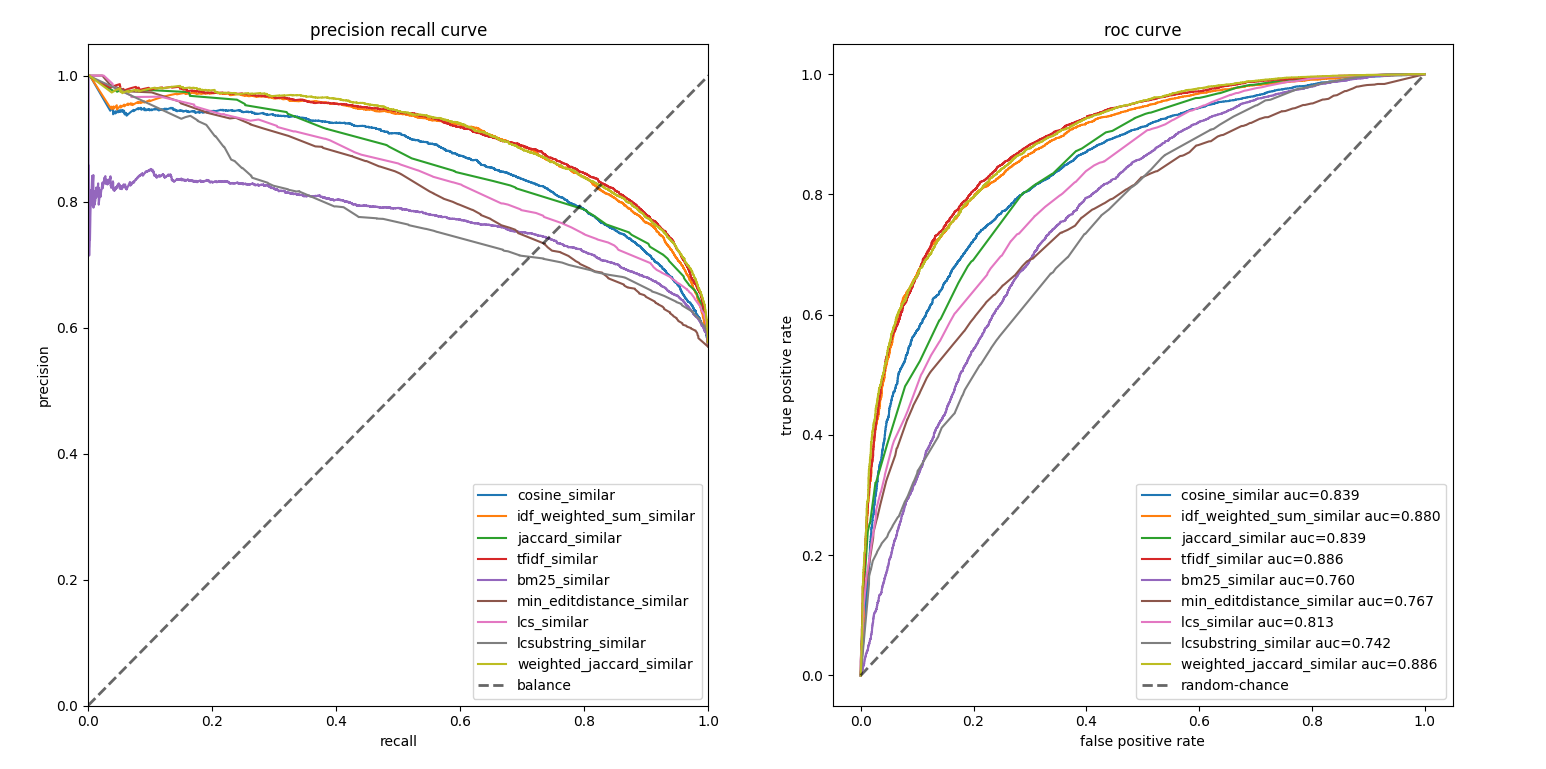 precision recall curve
1.0
0.8
0.6
0.4
0.2
0.0
precision
0.0
0.2
0.4
0.6
0.8
1.0
recall
cosine_similar
idf_weighted_sum_similar
jaccard_similar
tfidf_similar
bm25_similar
min_editdistance_similar
lcs_similar
lcsubstring_similar
weighted_jaccard_similar
balance
roc curve
1.0
0.8
0.6
0.4
0.2
0.0
true positive rate
0.0
0.2
0.4
0.6
0.8
1.0
false positive rate
cosine_similar auc=0.839
idf_weighted_sum_similar auc=0.880
jaccard_similar auc=0.839
tfidf_similar auc=0.886
bm25_similar auc=0.760
min_editdistance_similar auc=0.767
lcs_similar auc=0.813
lcsubstring_similar auc=0.742
weighted_jaccard_similar auc=0.886
random-chance